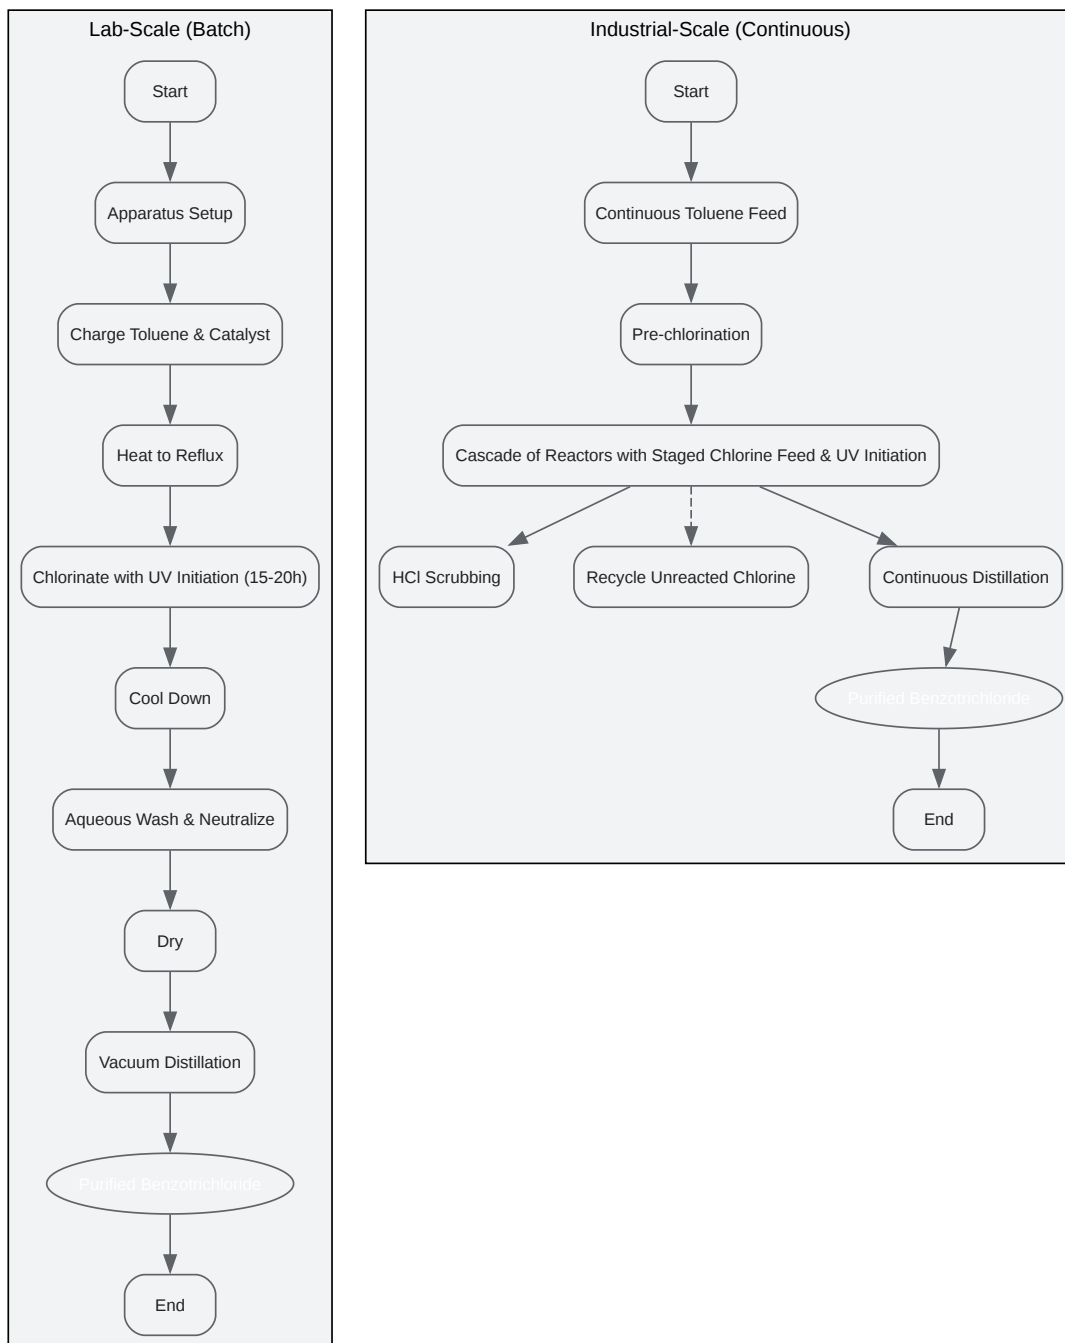 Lab-Scale (Batch)
Start
Apparatus Setup
Charge Toluene & Catalyst
Heat to Reflux
Chlorinate with UV Initiation (15-20h)
Cool Down
Aqueous Wash & Neutralize
Dry
Vacuum Distillation
Purified Benzotrichloride
End
Industrial-Scale (Continuous)
Start
Continuous Toluene Feed
Pre-chlorination
Cascade of Reactors with Staged Chlorine Feed & UV Initiation
HCl Scrubbing
Recycle Unreacted Chlorine
Continuous Distillation
Purified Benzotrichloride
End